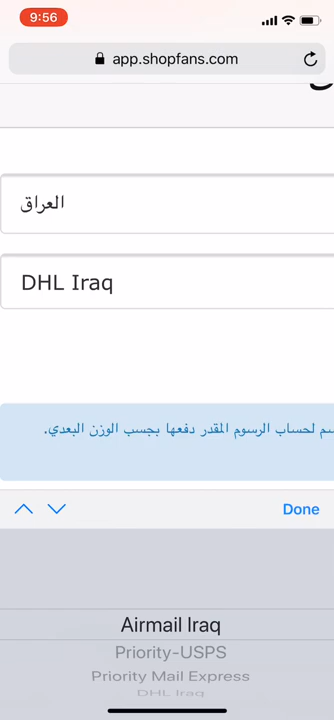 9:56
app.shopfans.com
العراق
DHL Iraq
لحساب الرسوم المقدر دفعها بجسب الوزن البعدي.
Done
Airmail Iraq
Priority-USPS
Priority Mail Express
DHL Iraq